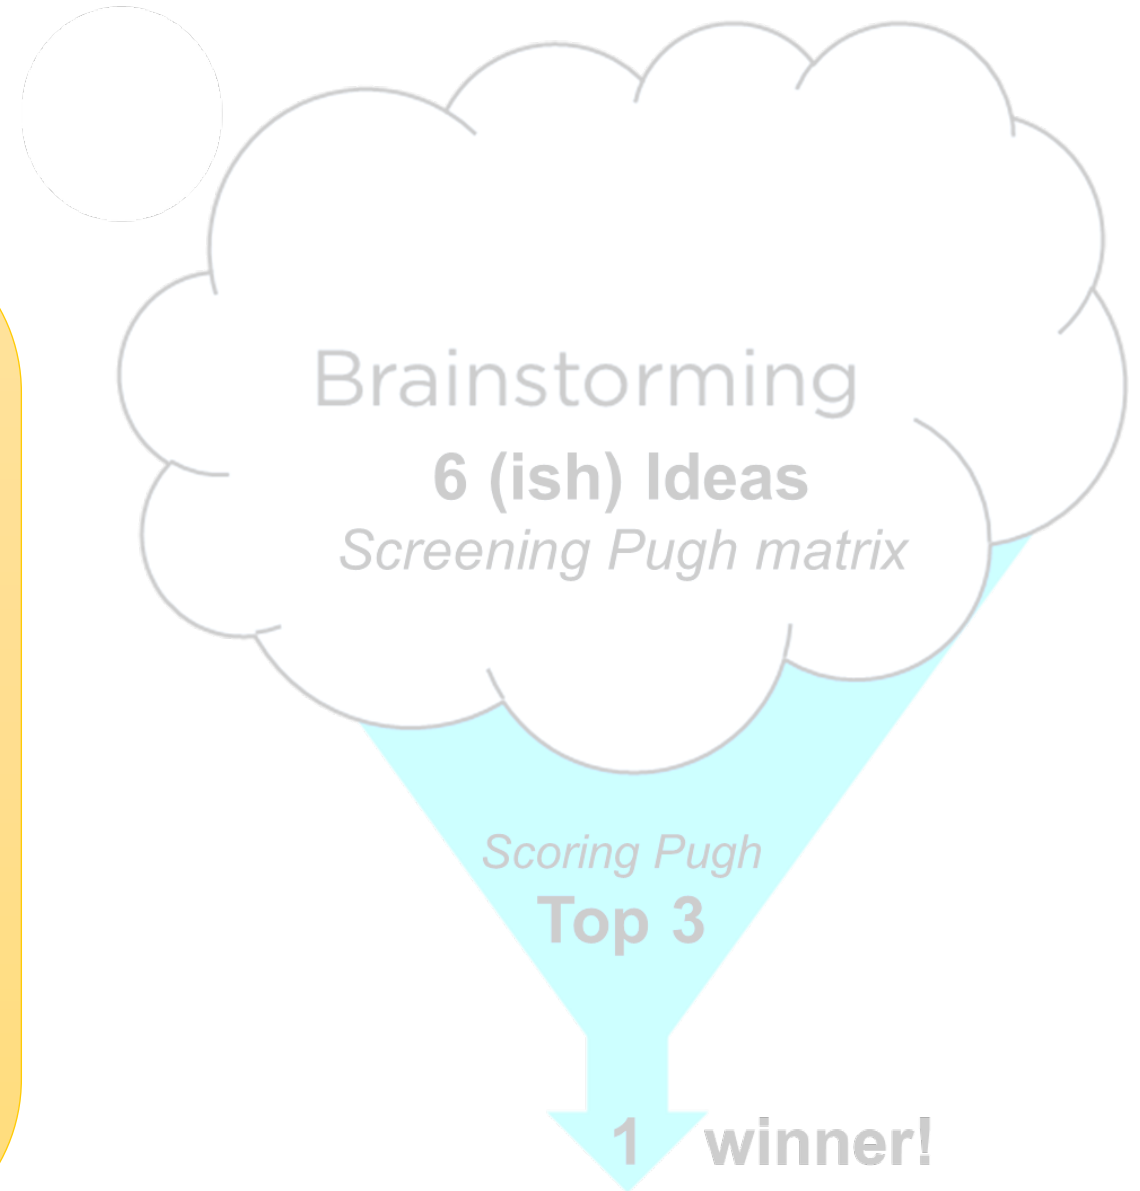 Brainstorming
6 (ish) Ideas
Screening Pugh matrix
Scoring Pugh
Top 3
1 winner!